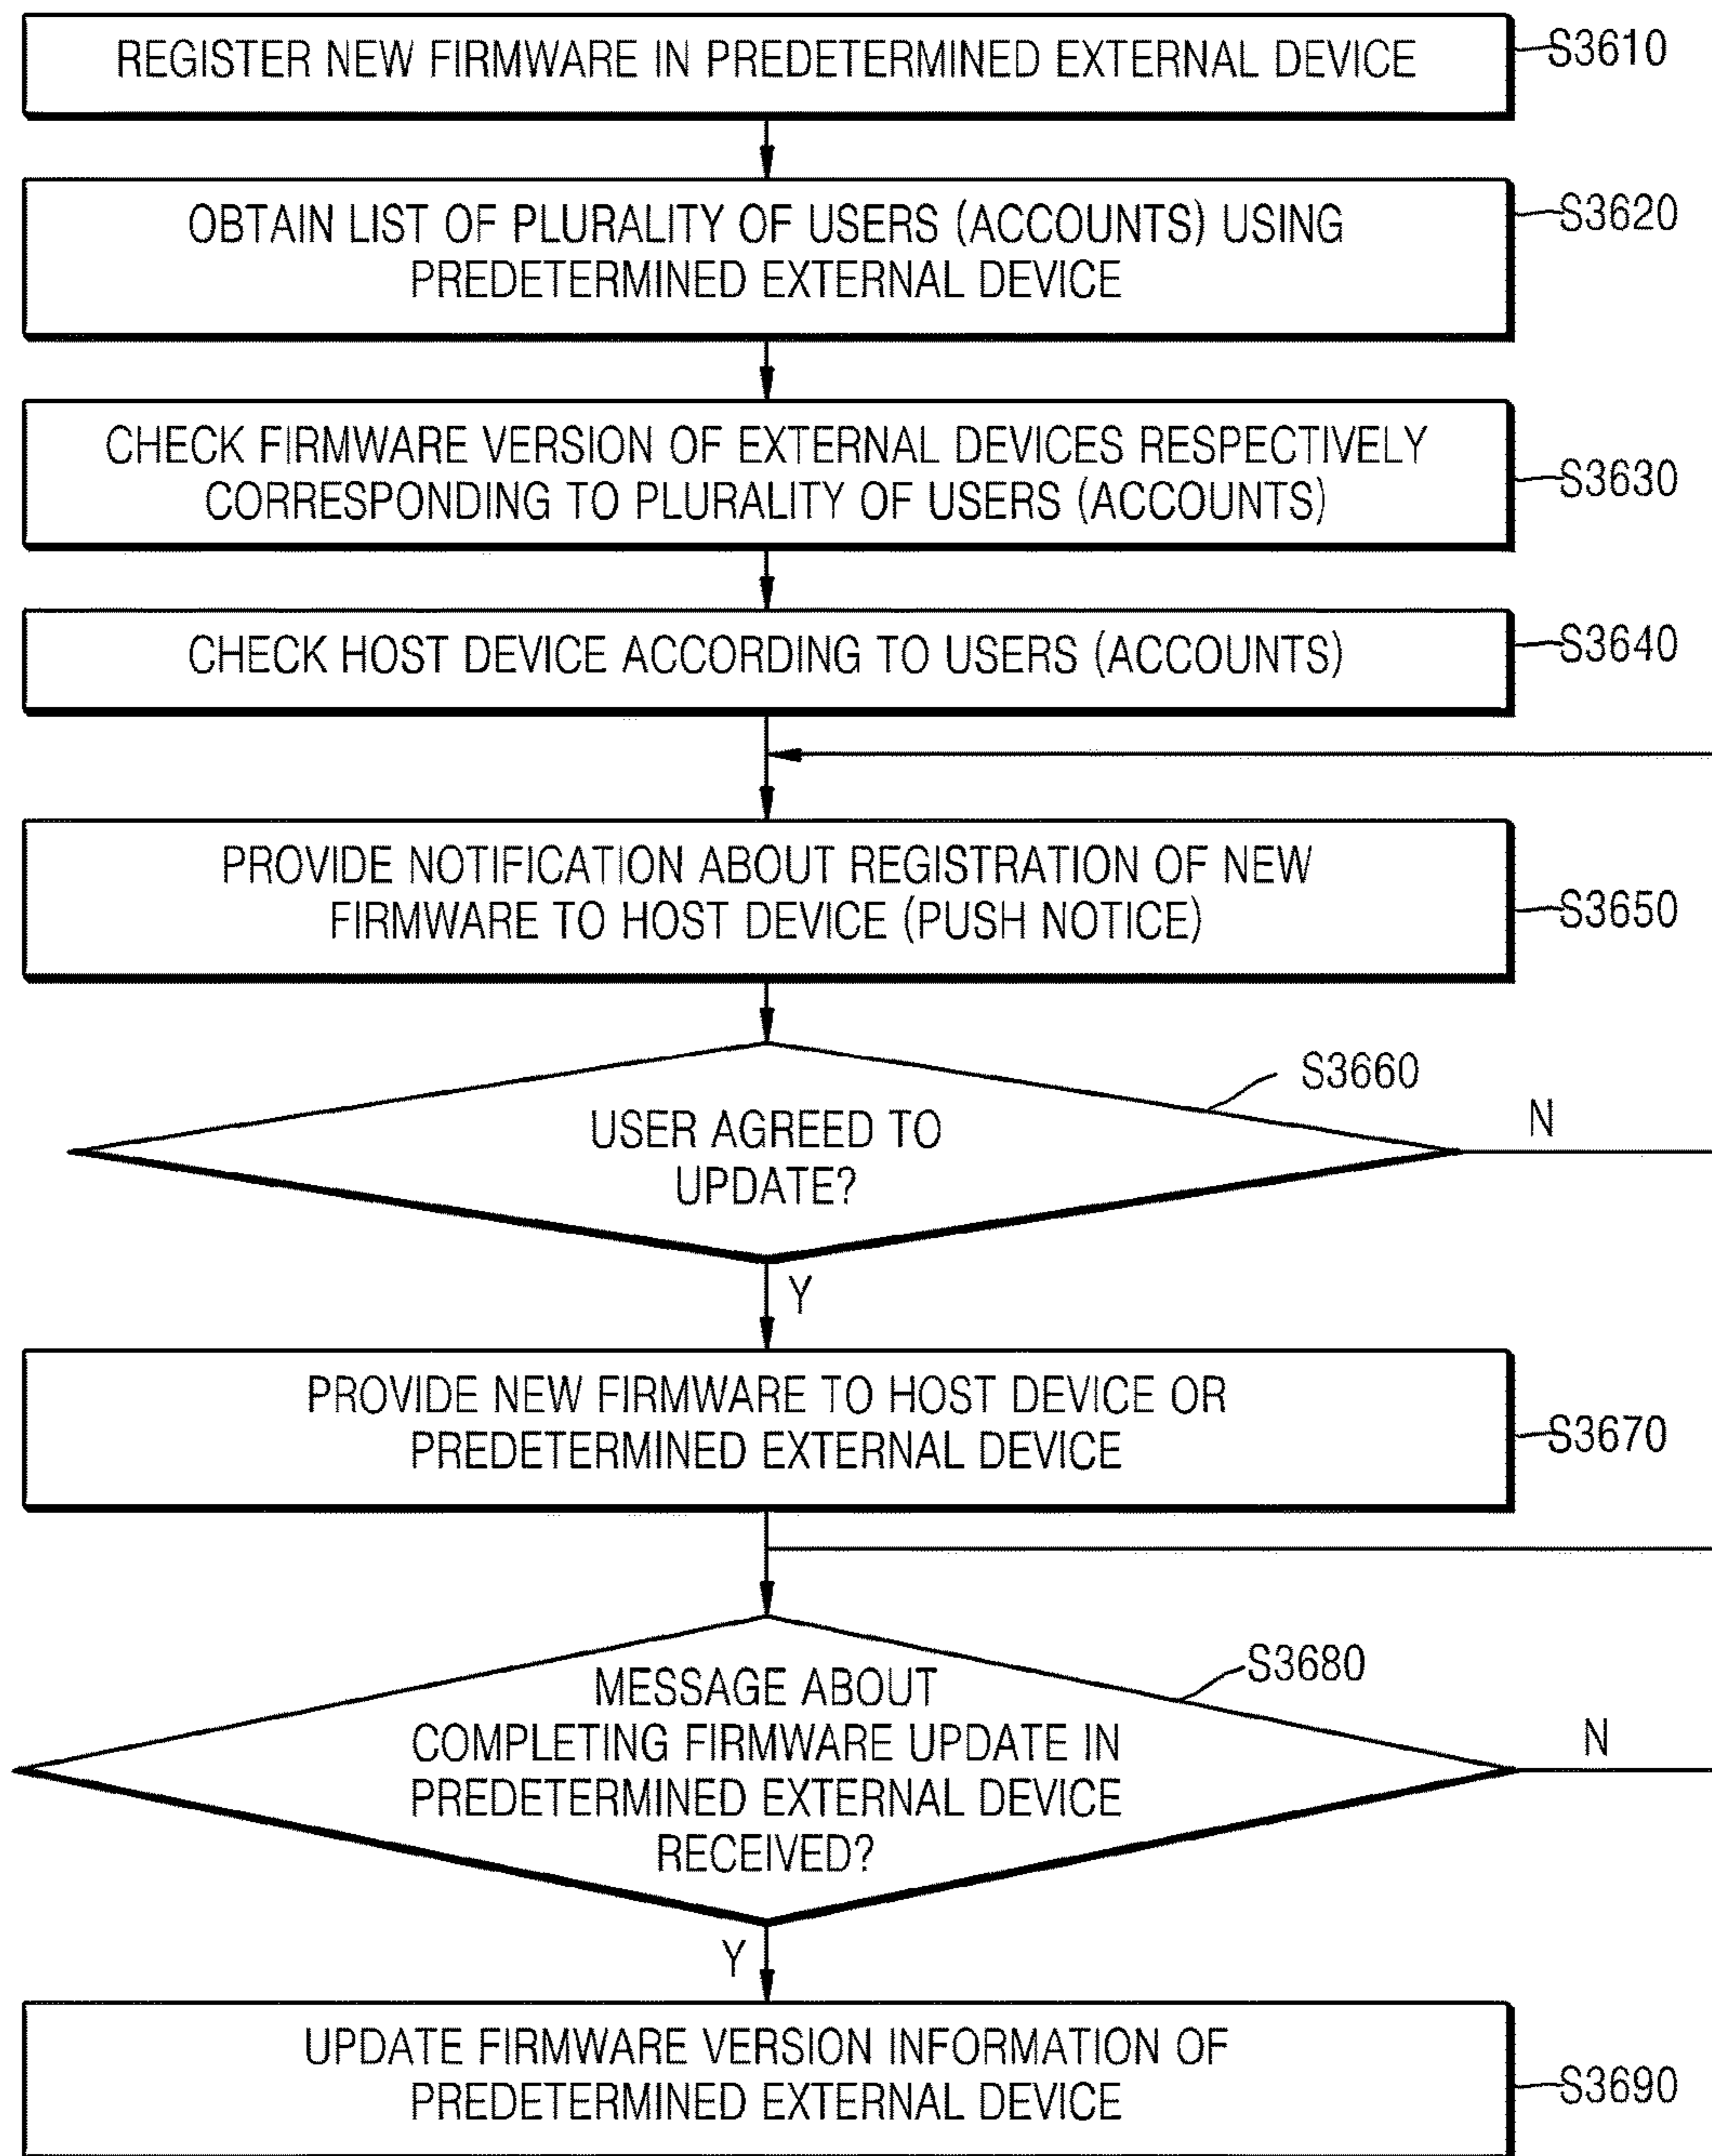 REGISTER NEW FIRMWARE IN PREDETERMINED EXTERNAL DEVICE
S3610
OBTAIN LIST OF PLURALITY OF USERS (ACCOUNTS) USING
PREDETERMINED EXTERNAL DEVICE
S3620
CHECK FIRMWARE VERSION OF EXTERNAL DEVICES RESPECTIVELY
CORRESPONDING TO PLURALITY OF USERS (ACCOUNTS)
S3630
CHECK HOST DEVICE ACCORDING TO USERS (ACCOUNTS)
S3640
PROVIDE NOTIFICATION ABOUT REGISTRATION OF NEW
FIRMWARE TO HOST DEVICE (PUSH NOTICE)
S3650
S3660
USER AGREED TO
UPDATE?
N
Y
PROVIDE NEW FIRMWARE TO HOST DEVICE OR
PREDETERMINED EXTERNAL DEVICE
S3670
S3680
MESSAGE ABOUT
COMPLETING FIRMWARE UPDATE IN
PREDETERMINED EXTERNAL DEVICE
RECEIVED?
N
Y
UPDATE FIRMWARE VERSION INFORMATION OF
PREDETERMINED EXTERNAL DEVICE
S3690